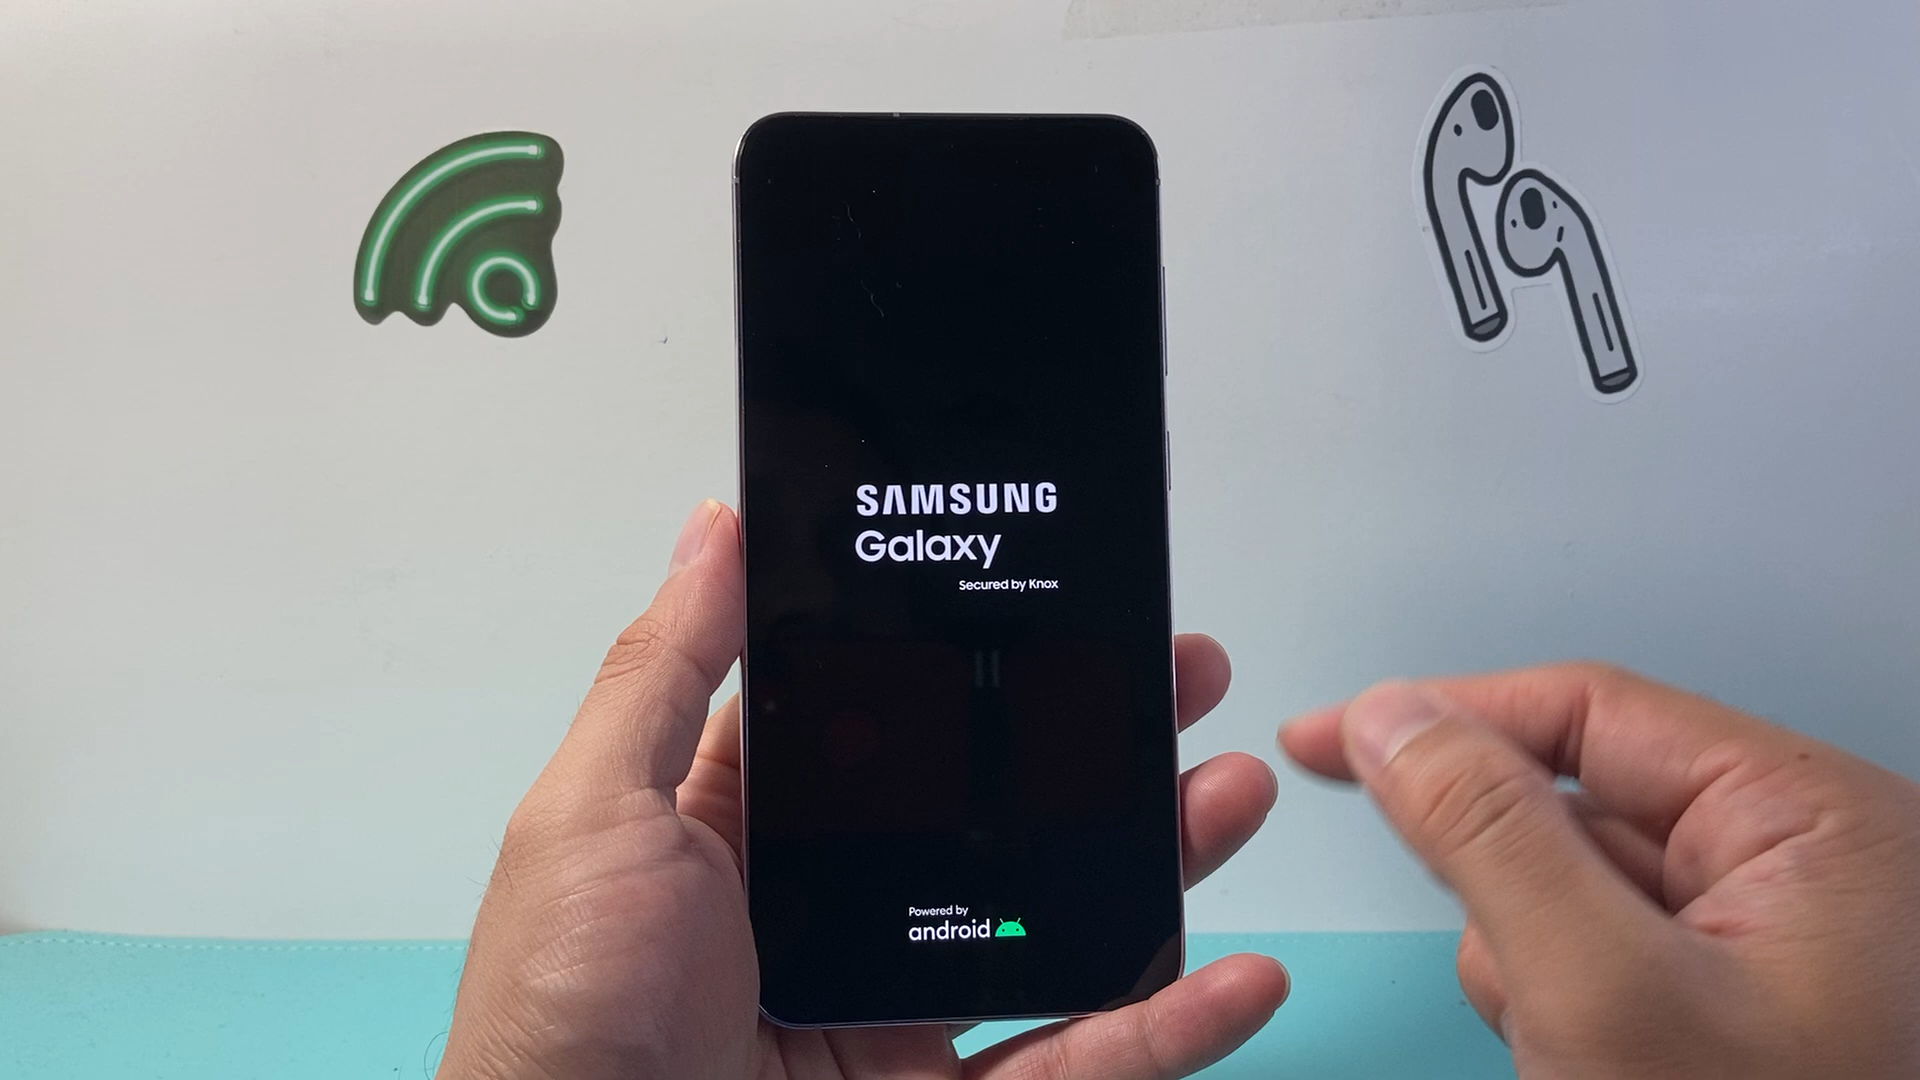 SAMSUNG
Galaxy
Secured by Knox
Powered by
android